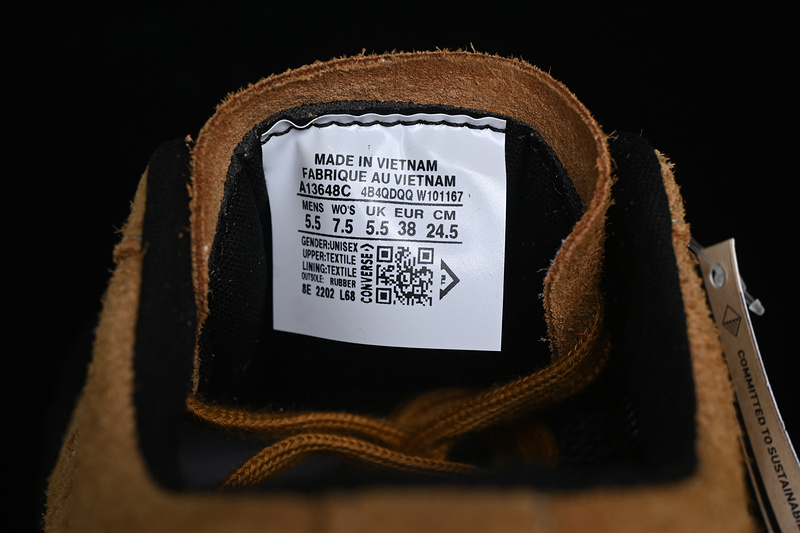 MADE IN VIETNAM
FABRIQUE AU VIETNAM
A13648C 4B4QDQQ W101167
MENS WO'S UK EUR CM
5.5 7.5 5.5 38 24.5
GENDER:UNISEX
UPPER:TEXTILE
LINING:TEXTILE
OUTSOLE: RUBBER
8E 2202 L68
CONVERSE
COMMITTED TO SUSTAINAB